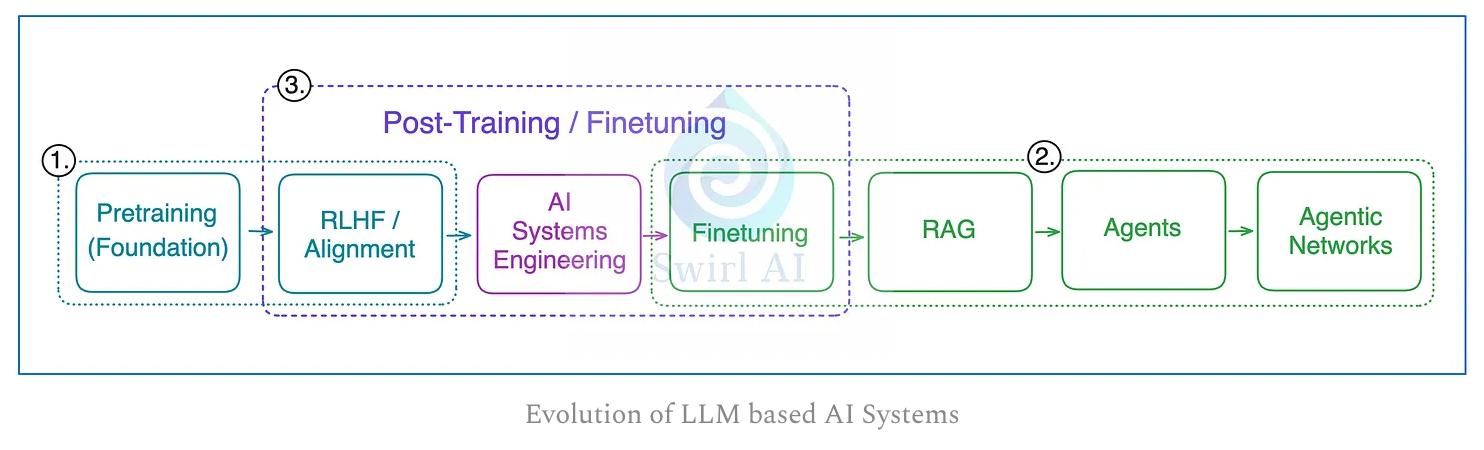 3.
Post-Training / Finetuning
1.
2.
Pretraining
(Foundation)
RLHF /
Alignment
AI
Systems
Engineering
Finetuning
RAG
Agents
Agentic
Networks
Swirl AI
Evolution of LLM based AI Systems